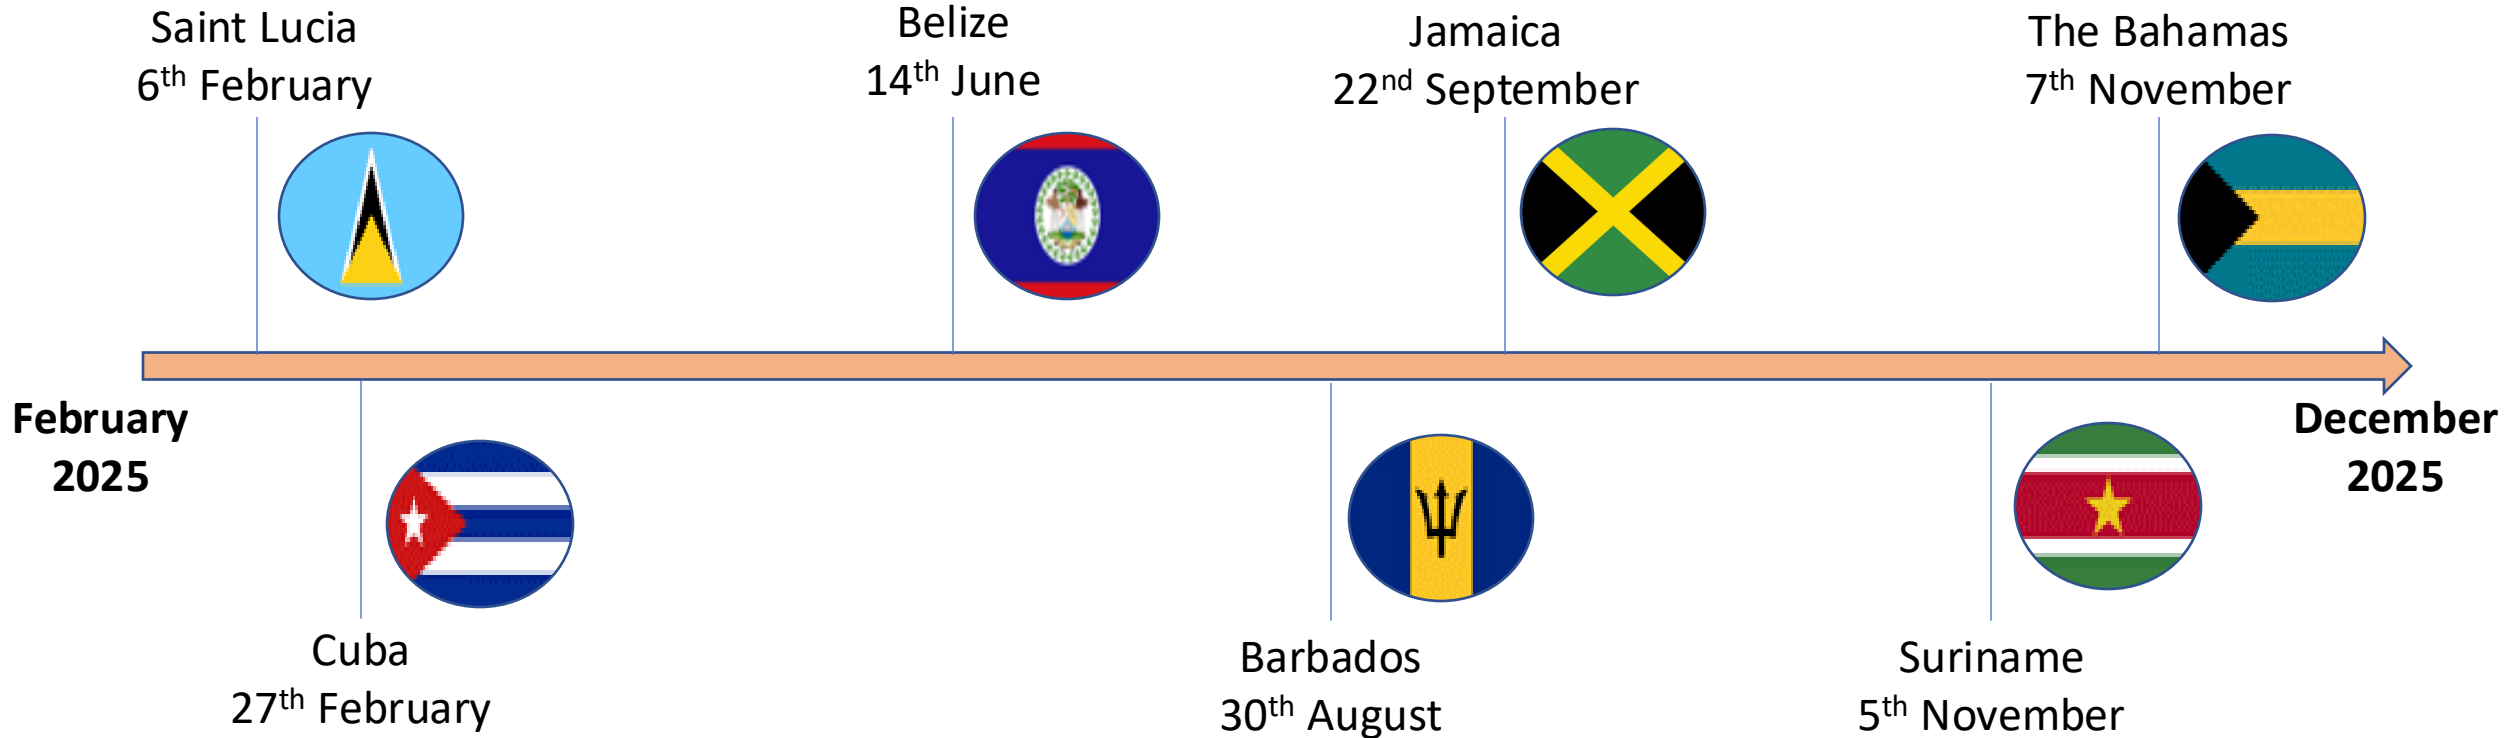 Saint Lucia
6th February
Belize
14th June
Jamaica
22nd September
The Bahamas
7th November
February
2025
December
2025
Cuba
27th February
Barbados
30th August
Suriname
5th November